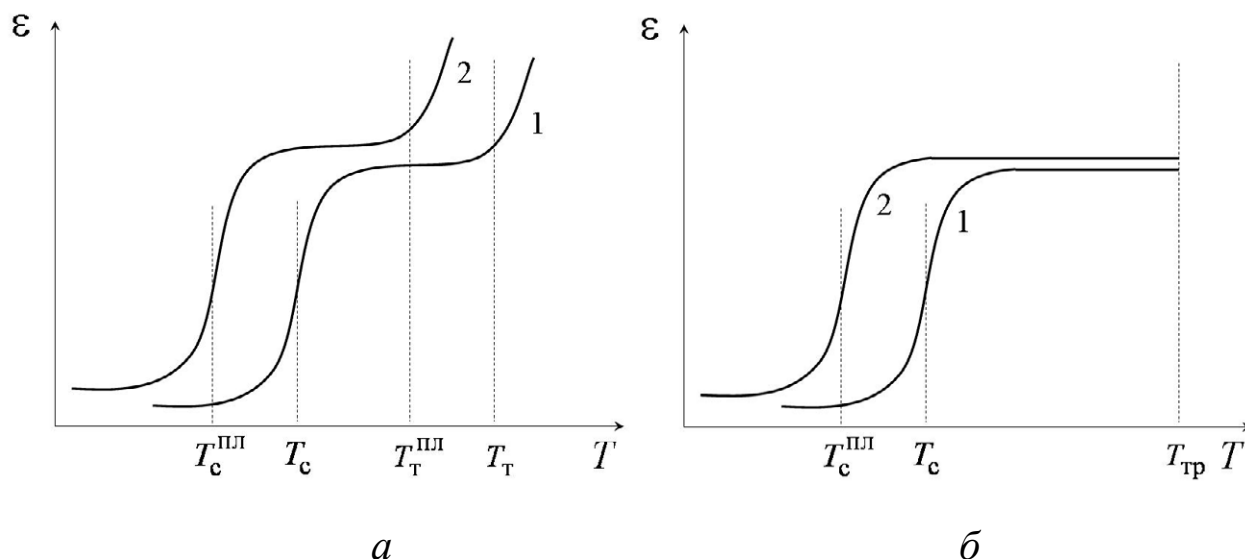 ε
2
1
T_с^пл T_с T_т^пл T_т T
а
ε
2
1
T_с^пл T_с T_тр T
б